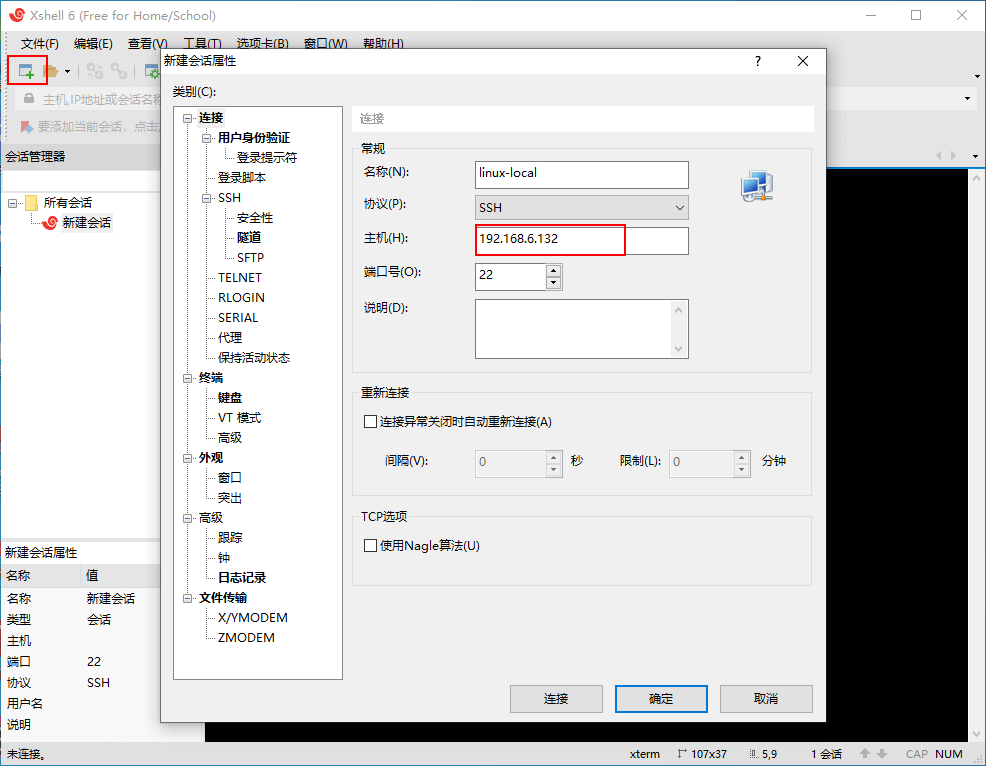 Xshell 6 (Free for Home/School)
文件(F) 编辑(E) 查看(V) 工具(T) 选项卡(B) 窗口(W) 帮助(H)
主机,IP地址或会话名称
要添加当前会话，点击
会话管理器
所有会话
新建会话
新建会话属性
名称 值
名称 新建会话
类型 会话
主机
端口 22
协议 SSH
用户名
说明
未连接。
新建会话属性
?
类别(C):
连接
用户身份验证
登录提示符
登录脚本
SSH
安全性
隧道
SFTP
TELNET
RLOGIN
SERIAL
代理
保持活动状态
终端
键盘
VT 模式
高级
外观
窗口
突出
高级
跟踪
钟
日志记录
文件传输
X/YMODEM
ZMODEM
连接
常规
名称(N): linux-local
协议(P): SSH
主机(H): 192.168.6.132
端口号(O): 22
说明(D):
重新连接
连接异常关闭时自动重新连接(A)
间隔(V): 0 秒 限制(L): 0 分钟
TCP选项
使用Nagle算法(U)
连接 确定 取消
xterm 107x37 5,9 1 会话 CAP NUM